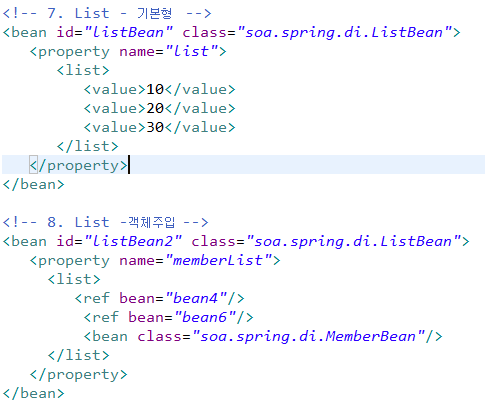 <!-- 7. List - 기본형 -->
<bean id="listBean" class="soa.spring.di.ListBean">
<property name="list">
<list>
<value>10</value>
<value>20</value>
<value>30</value>
</list>
</property>
</bean>
<!-- 8. List -객체주입 -->
<bean id="listBean2" class="soa.spring.di.ListBean">
<property name="memberList">
<list>
<ref bean="bean4"/>
<ref bean="bean6"/>
<bean class="soa.spring.di.MemberBean"/>
</list>
</property>
</bean>